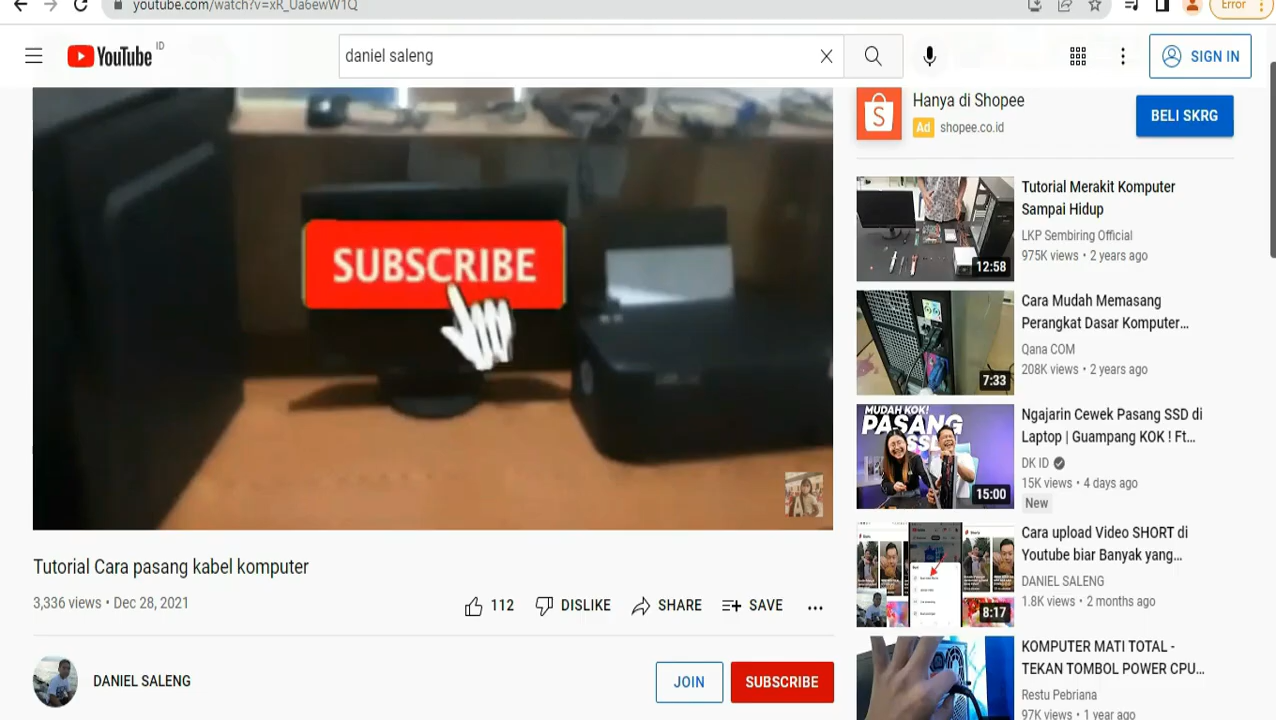 youtube.com/watch?v=xR_Ua6ewW1Q
Error
YouTube ID
daniel saleng
SIGN IN
SUBSCRIBE
Tutorial Cara pasang kabel komputer
3,336 views • Dec 28, 2021
112 DISLIKE SHARE SAVE
DANIEL SALENG
JOIN
SUBSCRIBE
Hanya di Shopee
Ad shopee.co.id
BELI SKRG
12:58
Tutorial Merakit Komputer
Sampai Hidup
LKP Sembiring Official
975K views • 2 years ago
7:33
Cara Mudah Memasang
Perangkat Dasar Komputer...
Qana COM
208K views • 2 years ago
MUDAH KOK!
PASANG
15:00
Ngajarin Cewek Pasang SSD di
Laptop | Guampang KOK ! Ft...
DK ID
15K views • 4 days ago
New
8:17
Cara upload Video SHORT di
Youtube biar Banyak yang...
DANIEL SALENG
1.8K views • 2 months ago
KOMPUTER MATI TOTAL -
TEKAN TOMBOL POWER CPU...
Restu Pebriana
97K views • 1 year ago